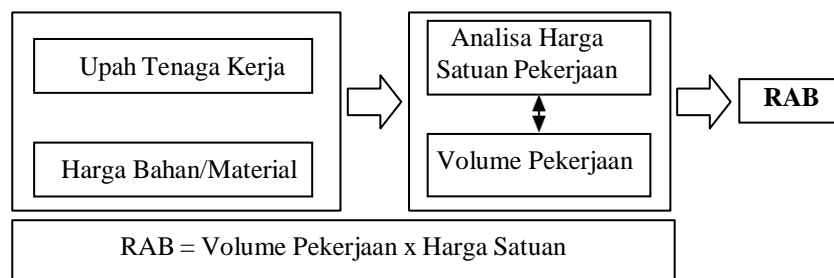 Upah Tenaga Kerja
Harga Bahan/Material
Analisa Harga
Satuan Pekerjaan
Volume Pekerjaan
RAB
RAB = Volume Pekerjaan x Harga Satuan